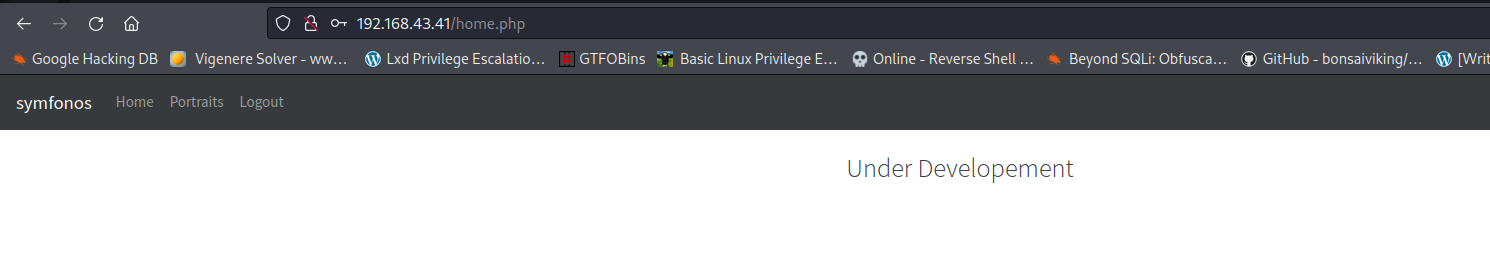 192.168.43.41/home.php
Google Hacking DB Vigenere Solver - ww… Lxd Privilege Escalatio… GTFOBins Basic Linux Privilege E… Online - Reverse Shell … Beyond SQLi: Obfusca… GitHub - bonsaiviking/… [Writ
symfonos Home Portraits Logout
Under Developement